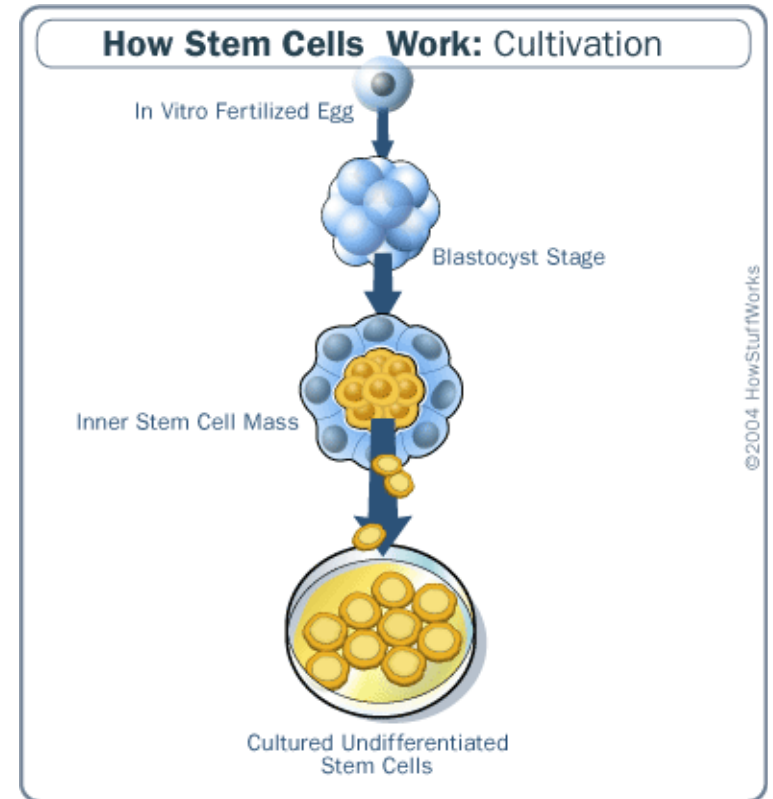 How Stem Cells Work: Cultivation
In Vitro Fertilized Egg
Blastocyst Stage
Inner Stem Cell Mass
Cultured Undifferentiated
Stem Cells
©2004 HowStuffWorks